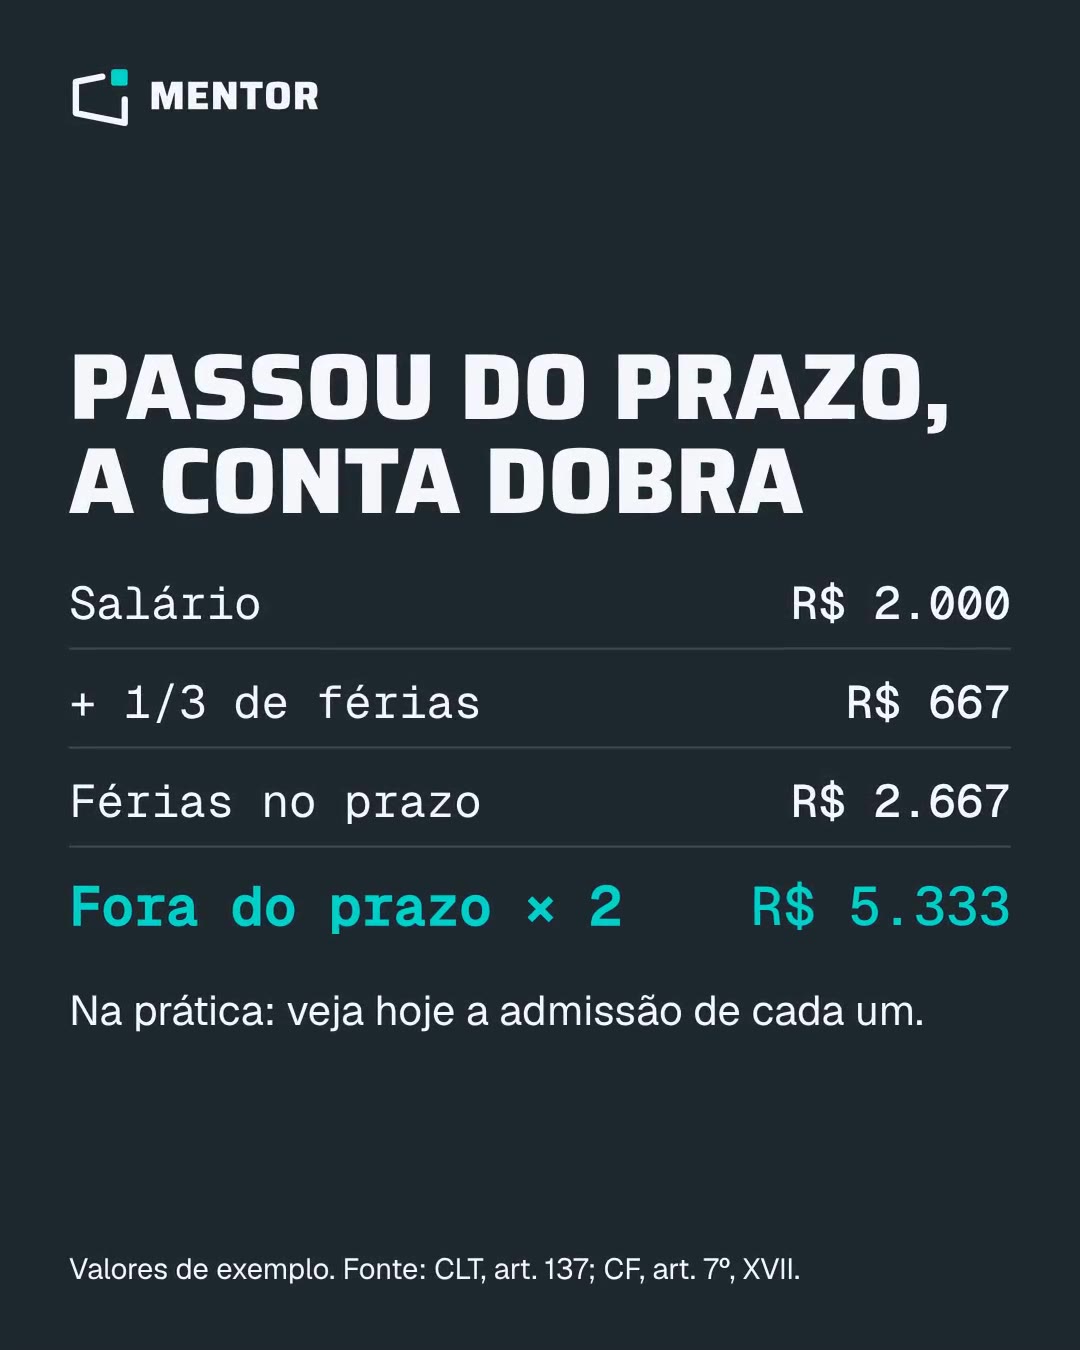 MENTOR
PASSOU DO PRAZO,
A CONTA DOBRA
Salário R$ 2.000
+ 1/3 de férias R$ 667
Férias no prazo R$ 2.667
Fora do prazo × 2 R$ 5.333
Na prática: veja hoje a admissão de cada um.
Valores de exemplo. Fonte: CLT, art. 137; CF, art. 7º, XVII.